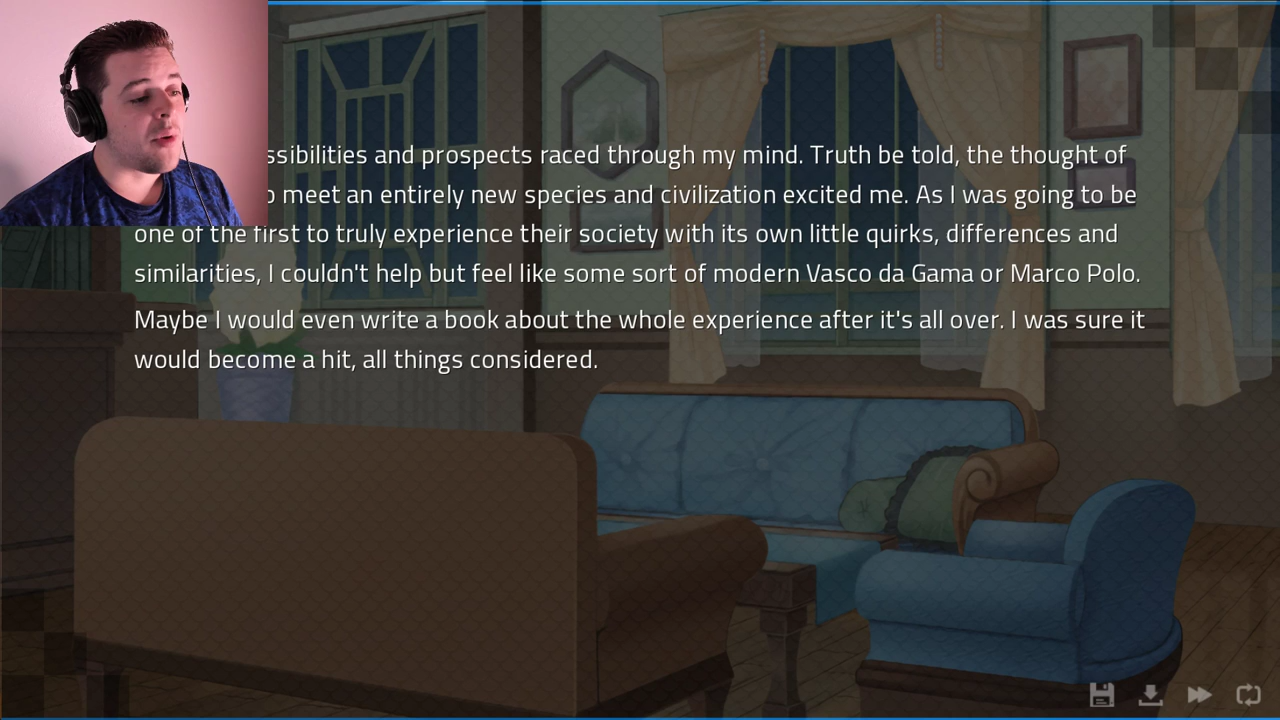 and prospects raced through my mind. Truth be told, the thought of
meet an entirely new species and civilization excited me. As I was going to be
one of the first to truly experience their society with its own little quirks, differences and
similarities, I couldn't help but feel like some sort of modern Vasco da Gama or Marco Polo.
Maybe I would even write a book about the whole experience after it's all over. I was sure it
would become a hit, all things considered.